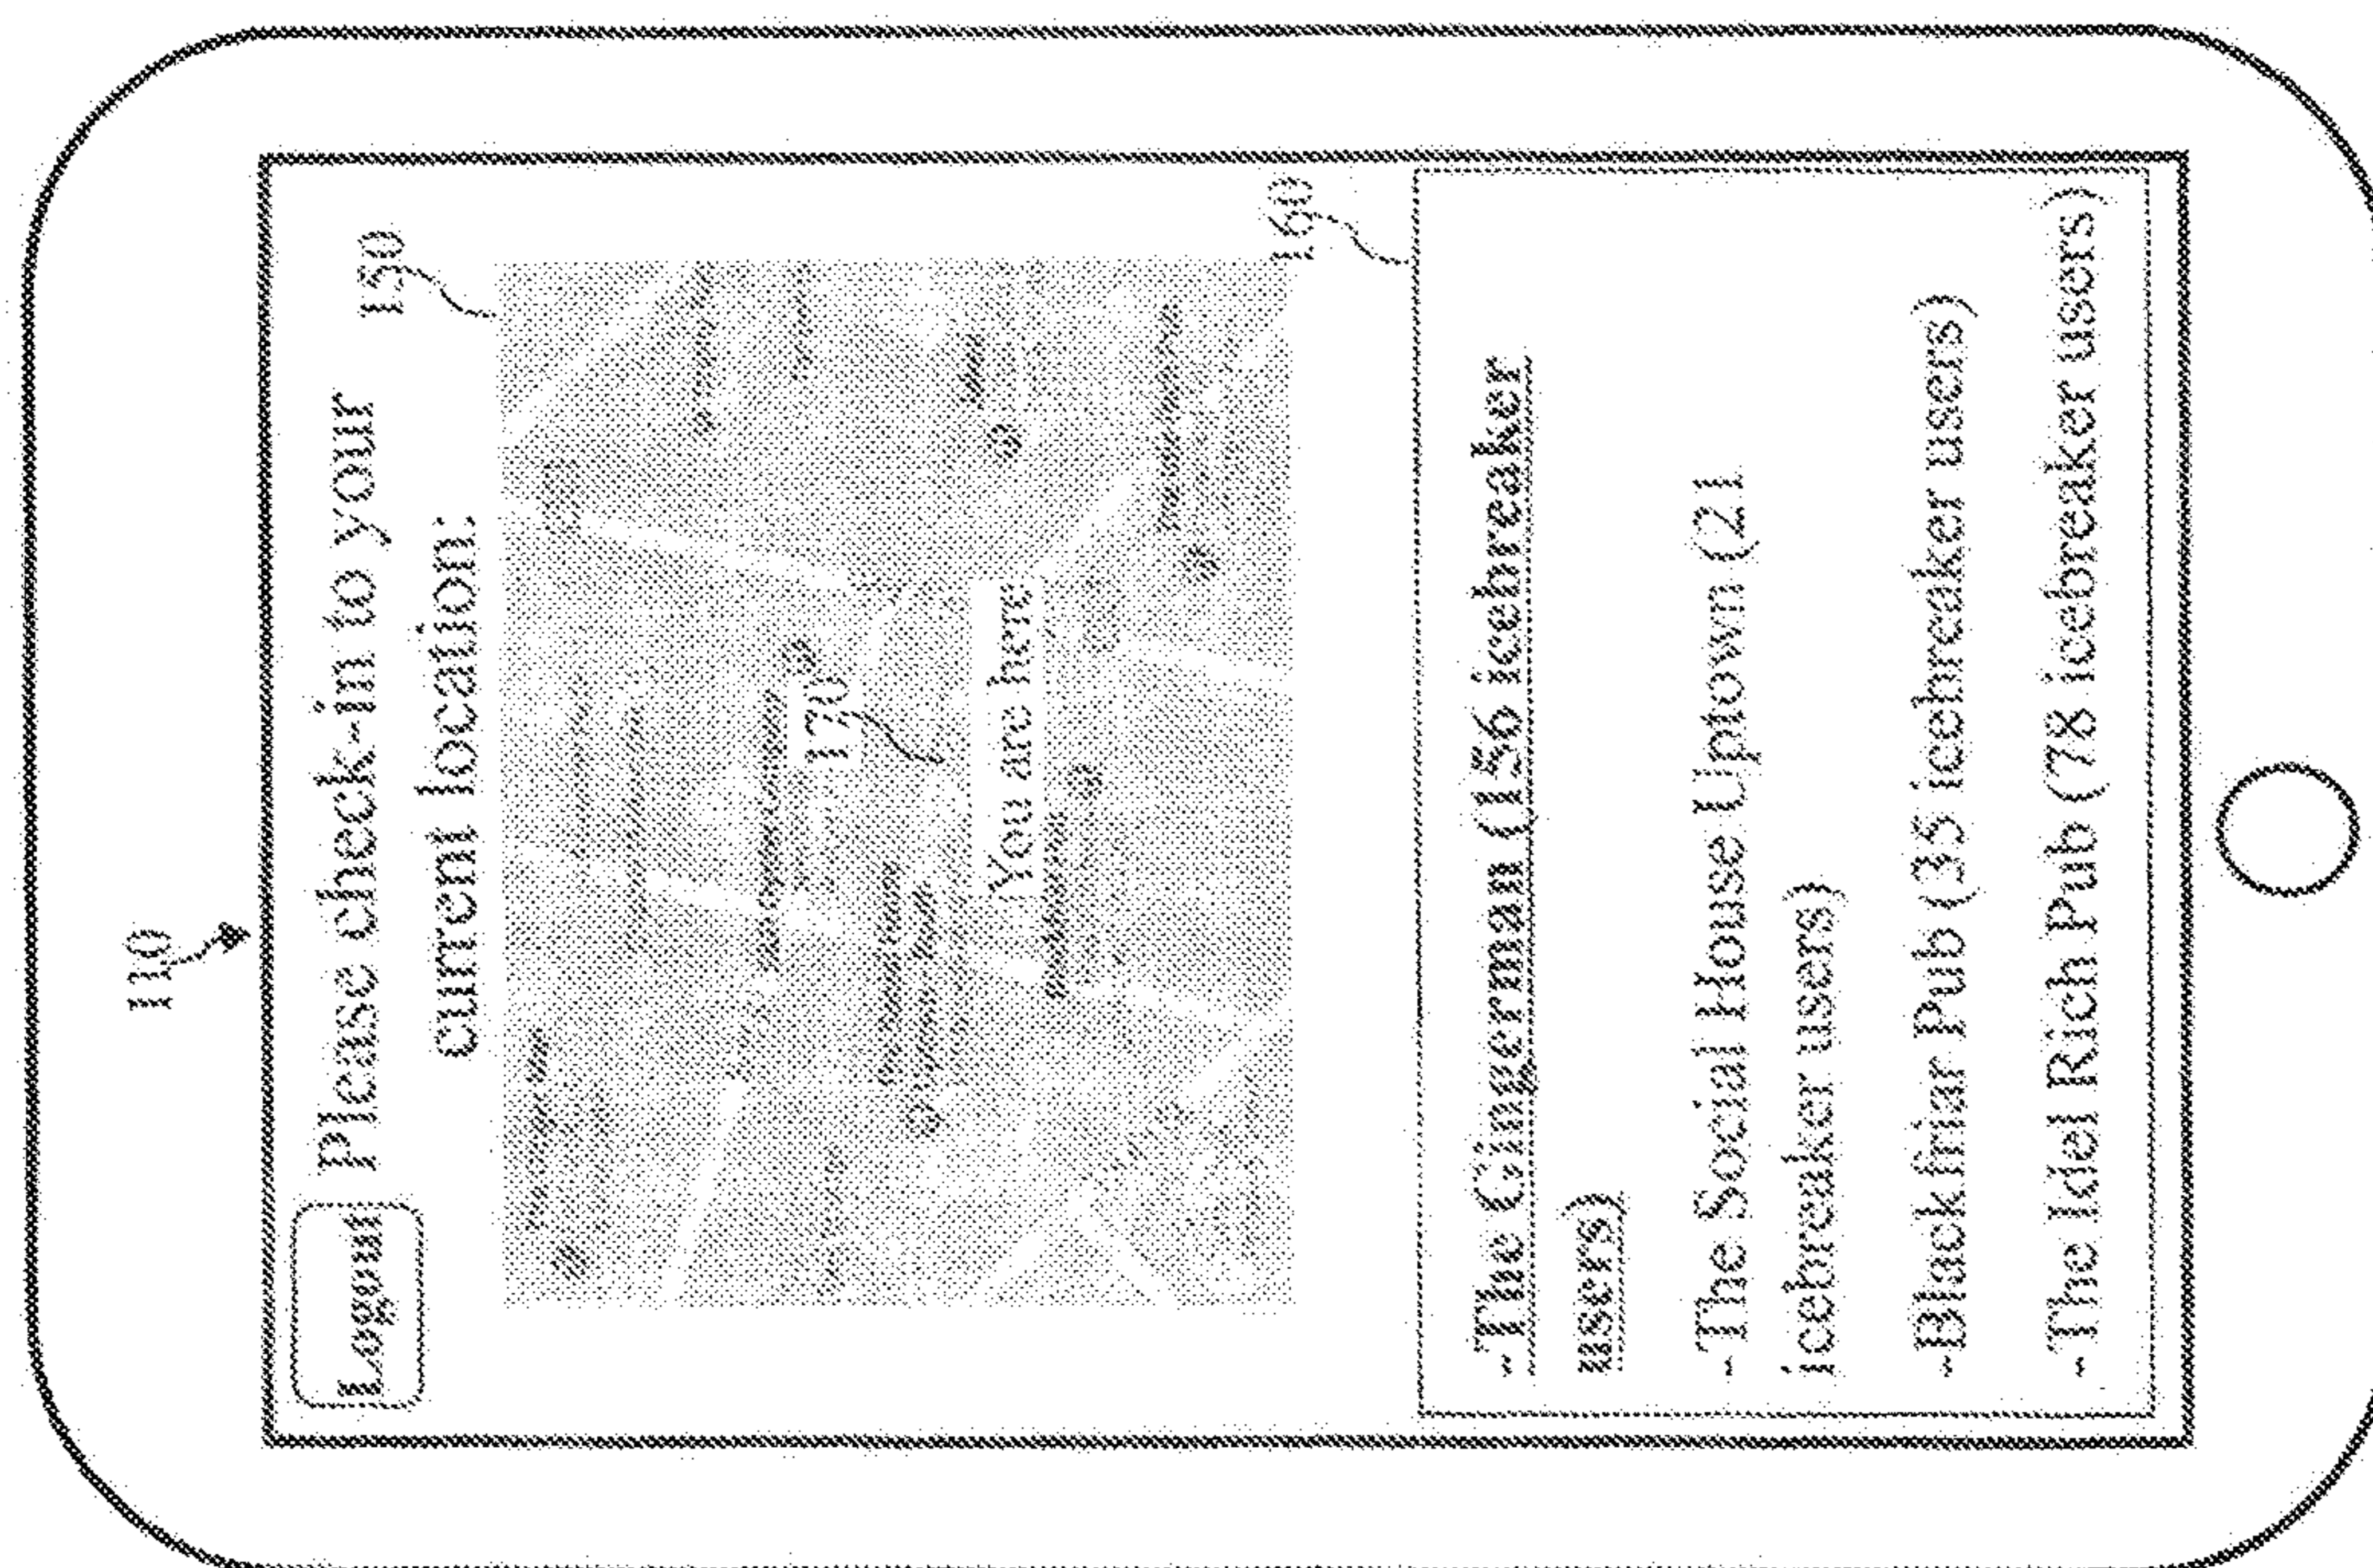 110
Logout
Please check-in to your
current location:
150
170
You are here
160
-The Gingerman (156 icebreaker
users)
-The Social House Uptown (21
icebreaker users)
-Blackfriar Pub (35 icebreaker users)
-The Idel Rich Pub (78 icebreaker users)